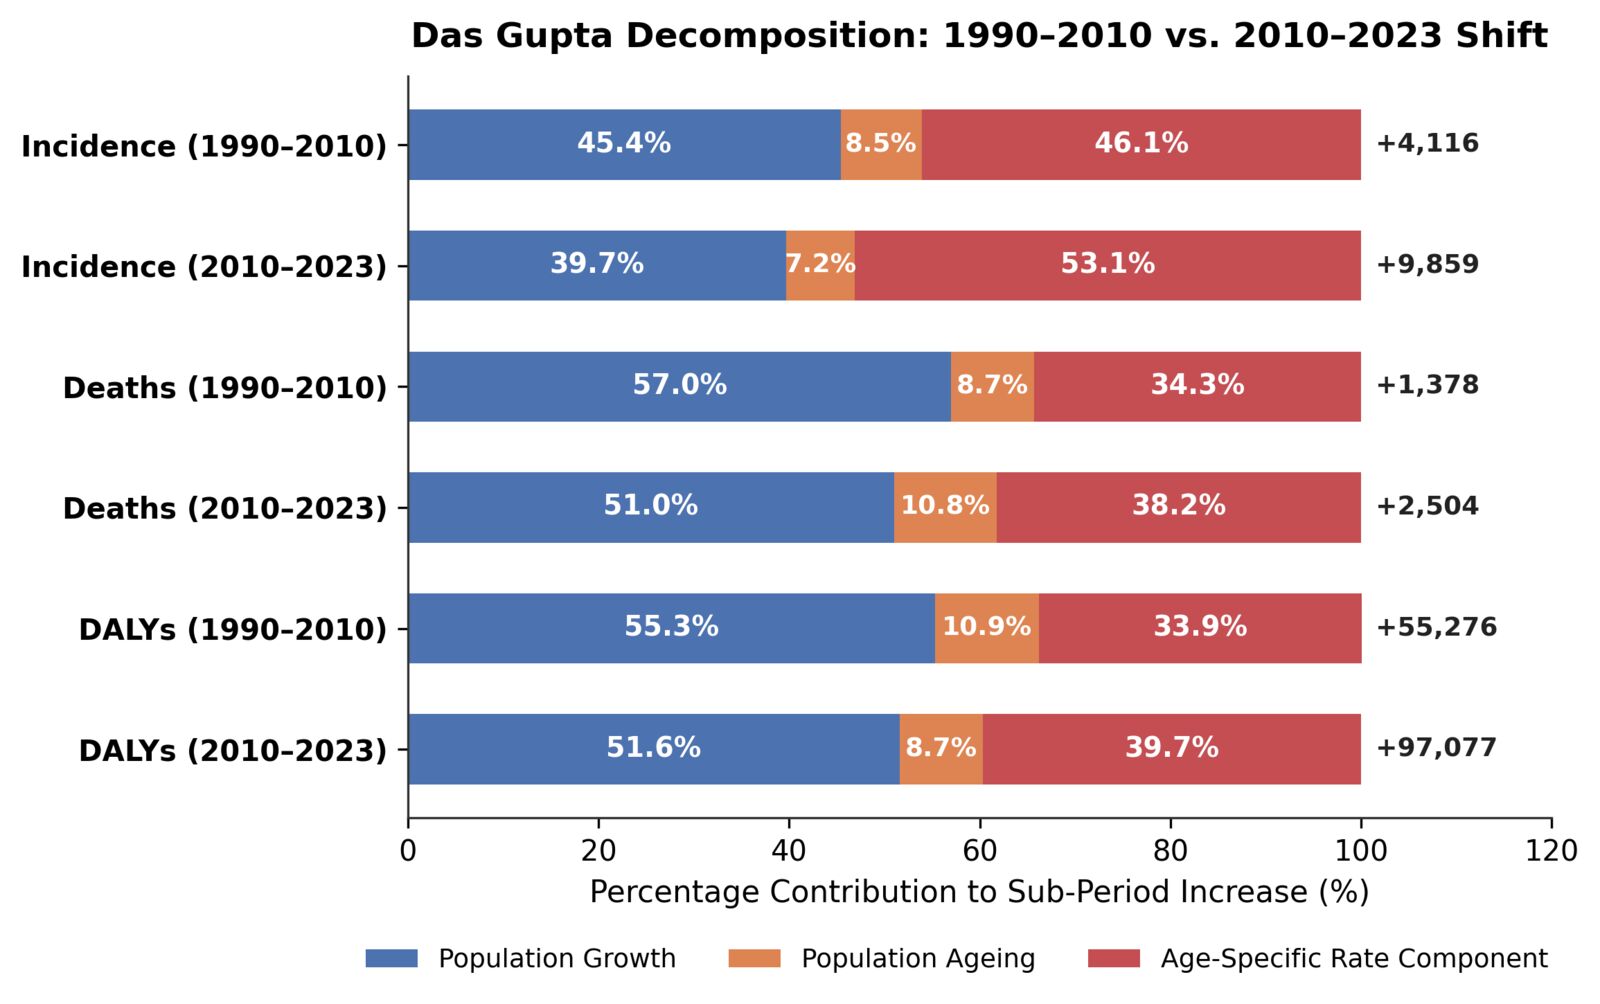 Das Gupta Decomposition: 1990–2010 vs. 2010–2023 Shift
Incidence (1990–2010) 45.4% 8.5% 46.1% +4,116
Incidence (2010–2023) 39.7% 7.2% 53.1% +9,859
Deaths (1990–2010) 57.0% 8.7% 34.3% +1,378
Deaths (2010–2023) 51.0% 10.8% 38.2% +2,504
DALYs (1990–2010) 55.3% 10.9% 33.9% +55,276
DALYs (2010–2023) 51.6% 8.7% 39.7% +97,077
0 20 40 60 80 100 120
Percentage Contribution to Sub-Period Increase (%)
Population Growth Population Ageing Age-Specific Rate Component